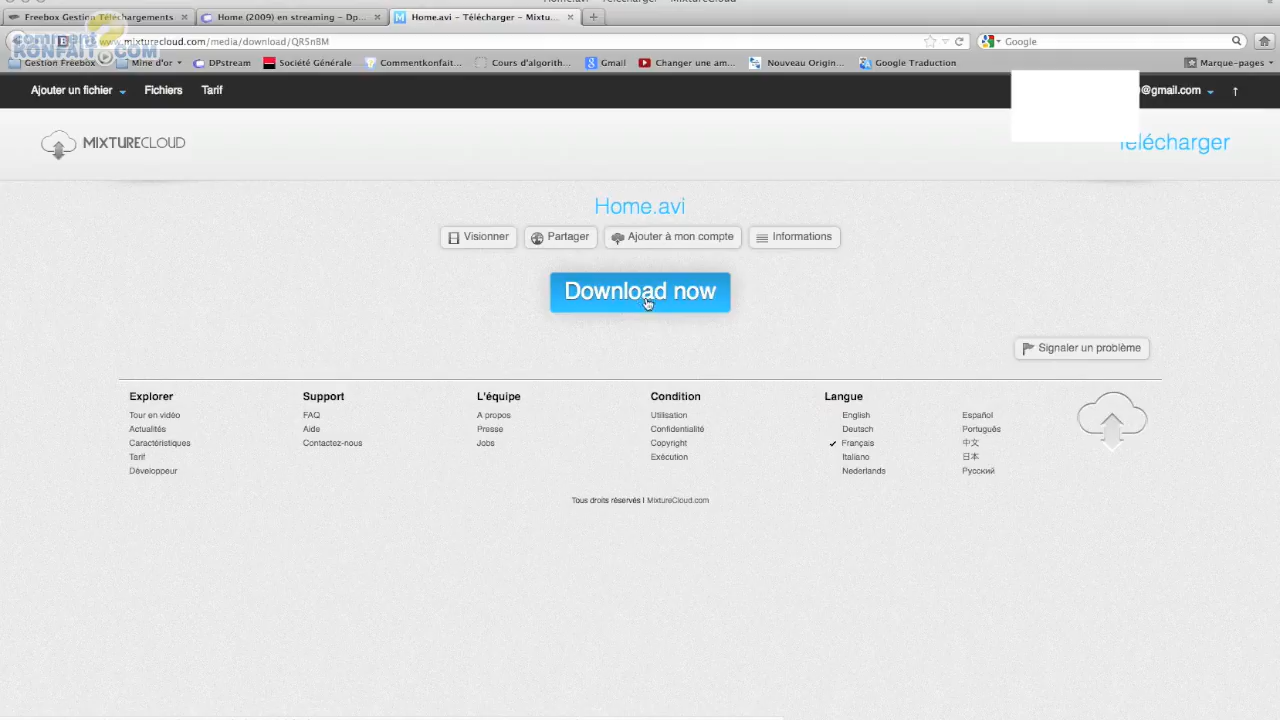 Freebox Gestion Téléchargements
Home (2009) en streaming – Dp...
Home.avi – Télécharger – Mixtu...
comment
KONFAIT?.COM
www.mixturecloud.com/media/download/QR5nBM
Google
Gestion Freebox
Mine d'or
DPstream
Société Générale
Commentkonfait...
Cours d'algorith...
Gmail
Changer une am...
Nouveau Origin...
Google Traduction
Marque-pages
Ajouter un fichier
Fichiers
Tarif
@gmail.com
MIXTURECLOUD
Télécharger
Home.avi
Visionner
Partager
Ajouter à mon compte
Informations
Download now
Signaler un problème
Explorer
Tour en vidéo
Actualités
Caractéristiques
Tarif
Développeur
Support
FAQ
Aide
Contactez-nous
L'équipe
A propos
Presse
Jobs
Condition
Utilisation
Confidentialité
Copyright
Exécution
Langue
English
Deutsch
Français
Italiano
Nederlands
Español
Português
中文
日本
Русский
Tous droits réservés | MixtureCloud.com